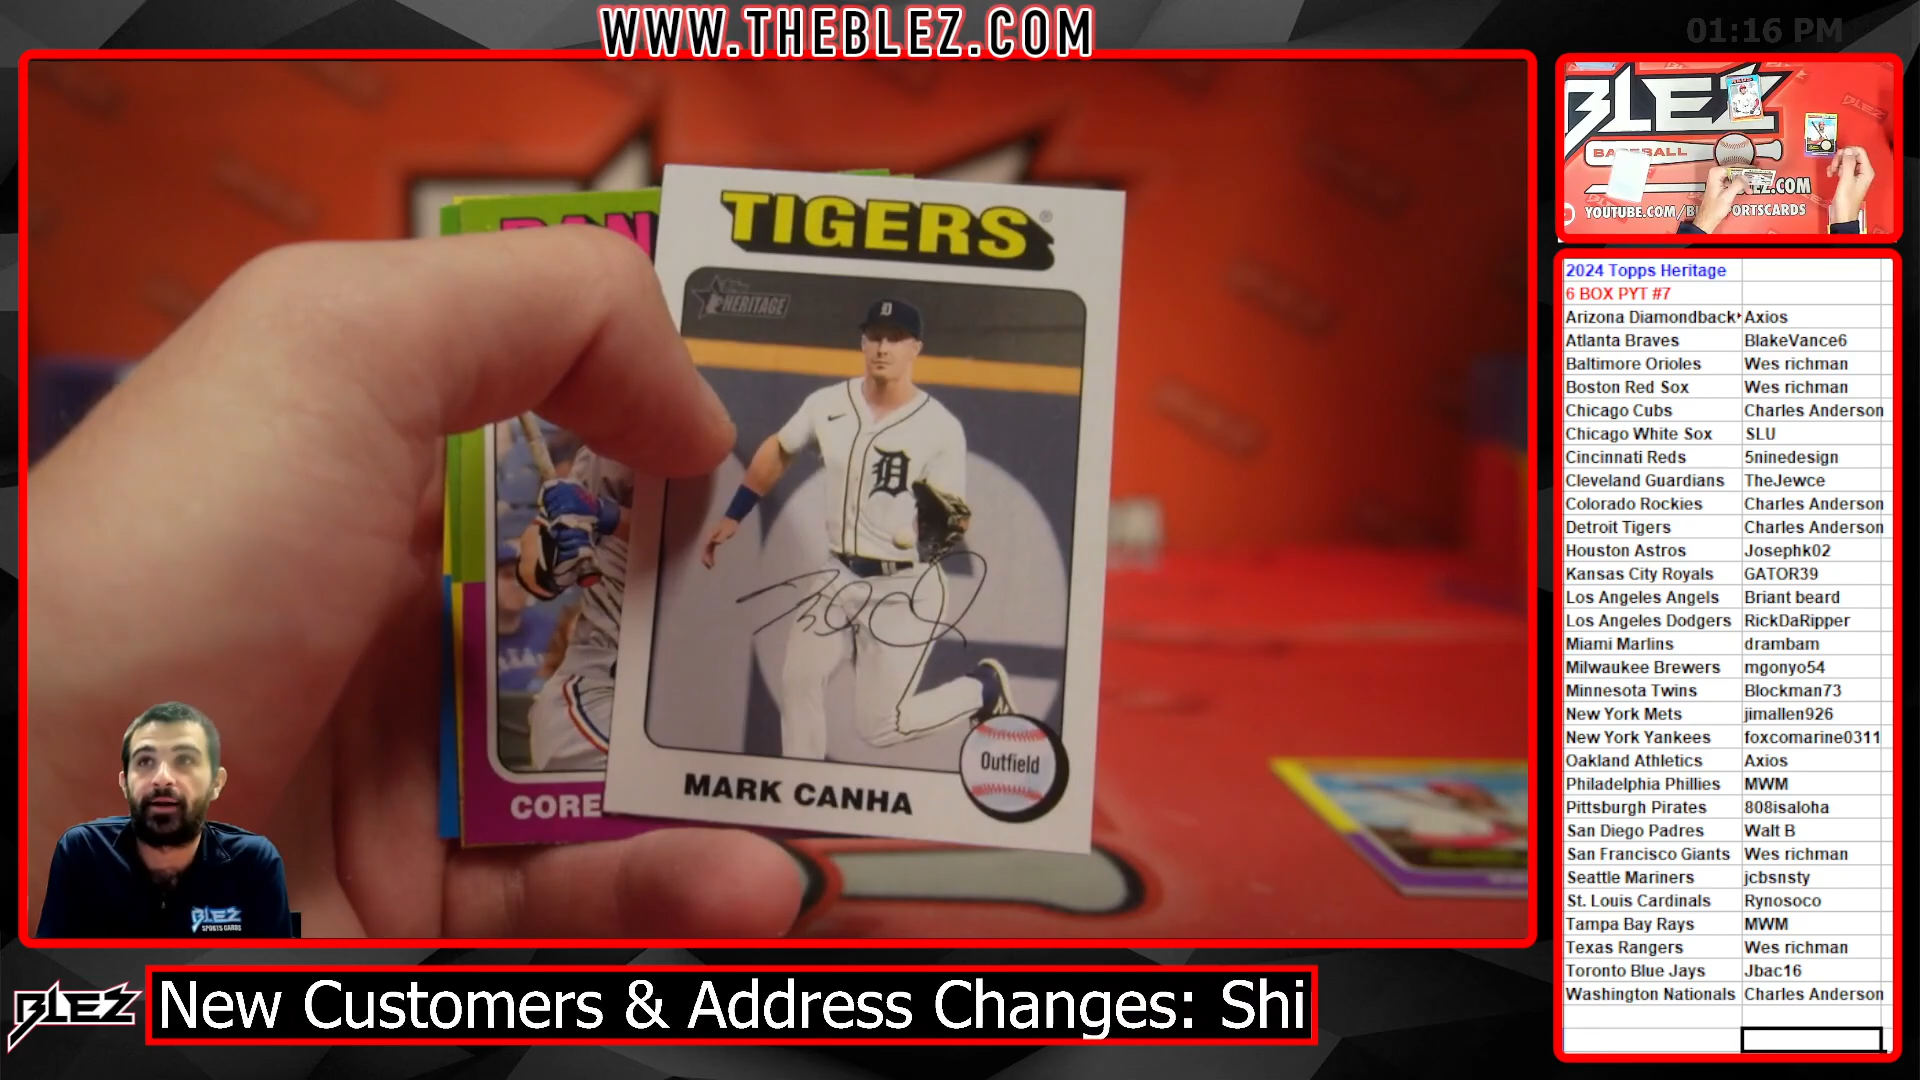 WWW.THEBLEZ.COM
01:16 PM
TIGERS
HERITAGE
D
D
Outfield
MARK CANHA
CORE
BLEZ
SPORTS CARDS
BLEZ
New Customers & Address Changes: Shi
BLEZ
BASEBALL
.COM
2024 Topps Heritage
6 BOX PYT #7
Arizona Diamondback Axios
Atlanta Braves BlakeVance6
Baltimore Orioles Wes richman
Boston Red Sox Wes richman
Chicago Cubs Charles Anderson
Chicago White Sox SLU
Cincinnati Reds 5ninedesign
Cleveland Guardians TheJewce
Colorado Rockies Charles Anderson
Detroit Tigers Charles Anderson
Houston Astros Josephk02
Kansas City Royals GATOR39
Los Angeles Angels Briant beard
Los Angeles Dodgers RickDaRipper
Miami Marlins drambam
Milwaukee Brewers mgonyo54
Minnesota Twins Blockman73
New York Mets jimallen926
New York Yankees foxcomarine0311
Oakland Athletics Axios
Philadelphia Phillies MWM
Pittsburgh Pirates 808isaloha
San Diego Padres Walt B
San Francisco Giants Wes richman
Seattle Mariners jcbsnsty
St. Louis Cardinals Rynosoco
Tampa Bay Rays MWM
Texas Rangers Wes richman
Toronto Blue Jays Jbac16
Washington Nationals Charles Anderson